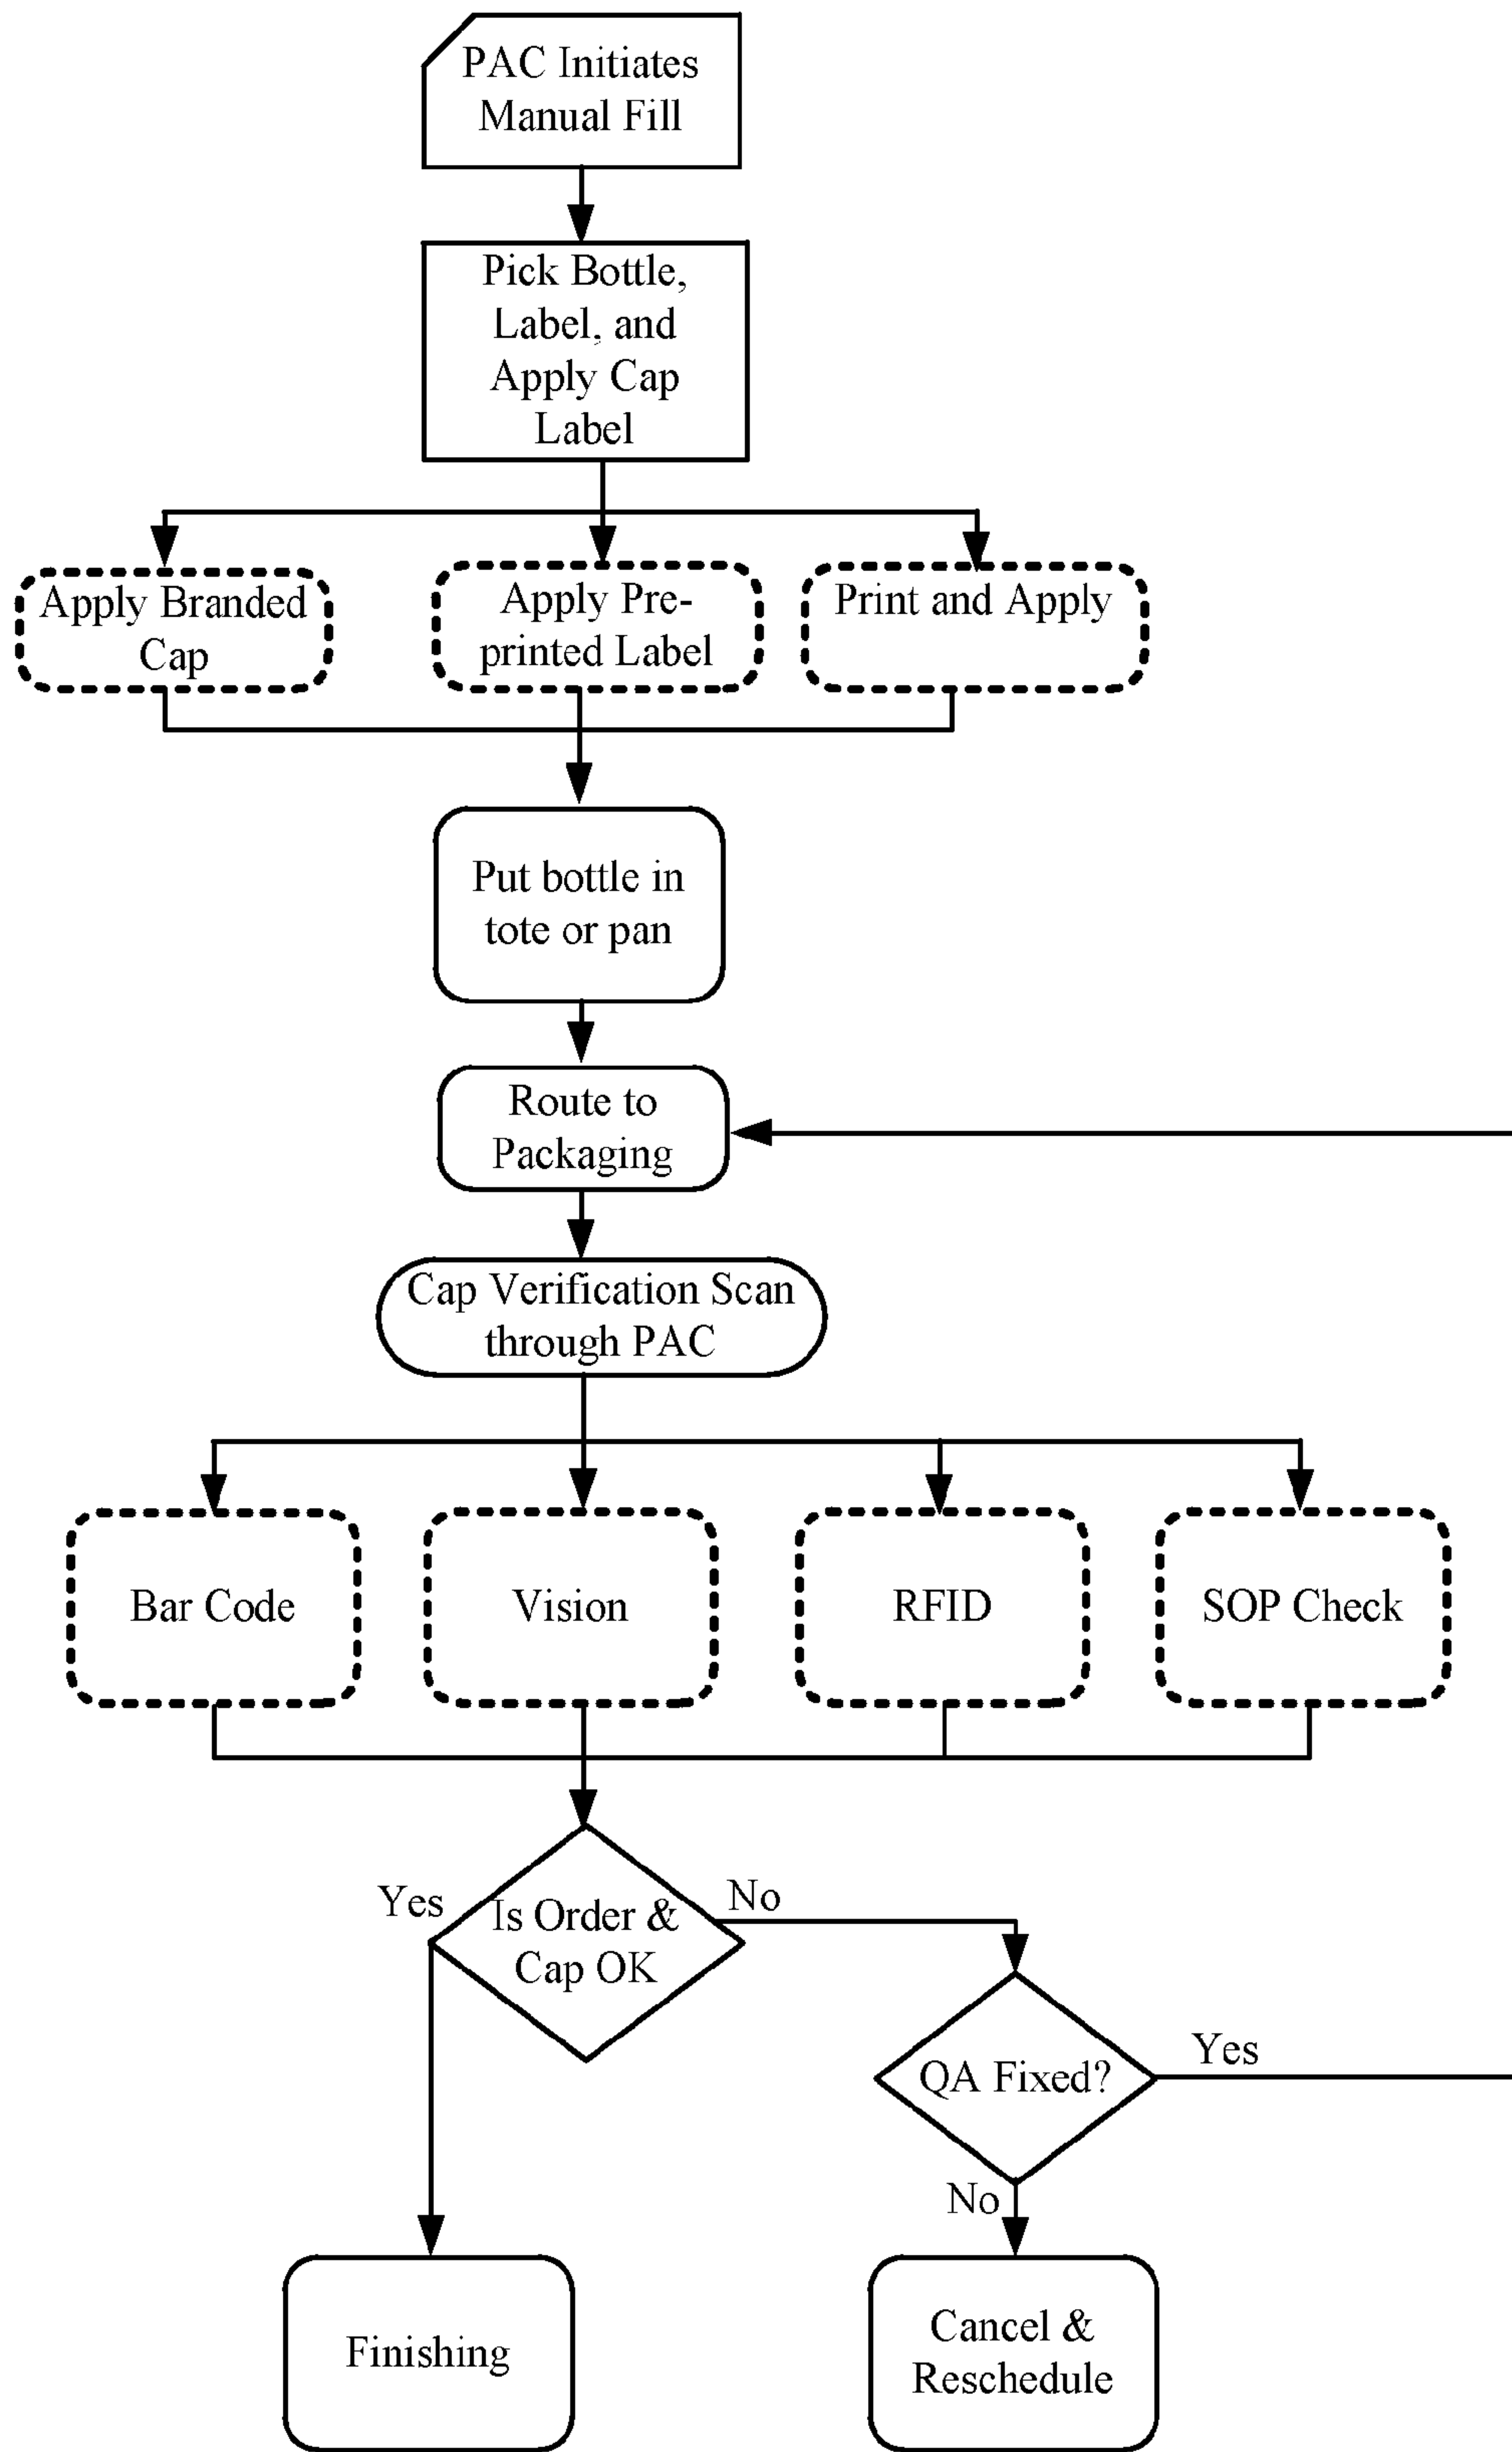 PAC Initiates
Manual Fill
Pick Bottle,
Label, and
Apply Cap
Label
Apply Branded
Cap
Apply Pre-
printed Label
Print and Apply
Put bottle in
tote or pan
Route to
Packaging
Cap Verification Scan
through PAC
Bar Code
Vision
RFID
SOP Check
Yes
Is Order &
Cap OK
No
QA Fixed?
Yes
No
Finishing
Cancel &
Reschedule